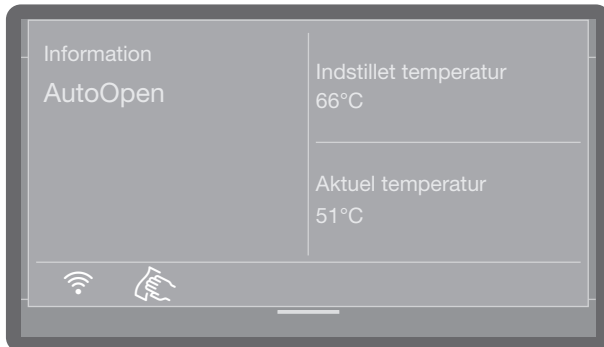 Information
AutoOpen
Indstillet temperatur
66°C
Aktuel temperatur
51°C